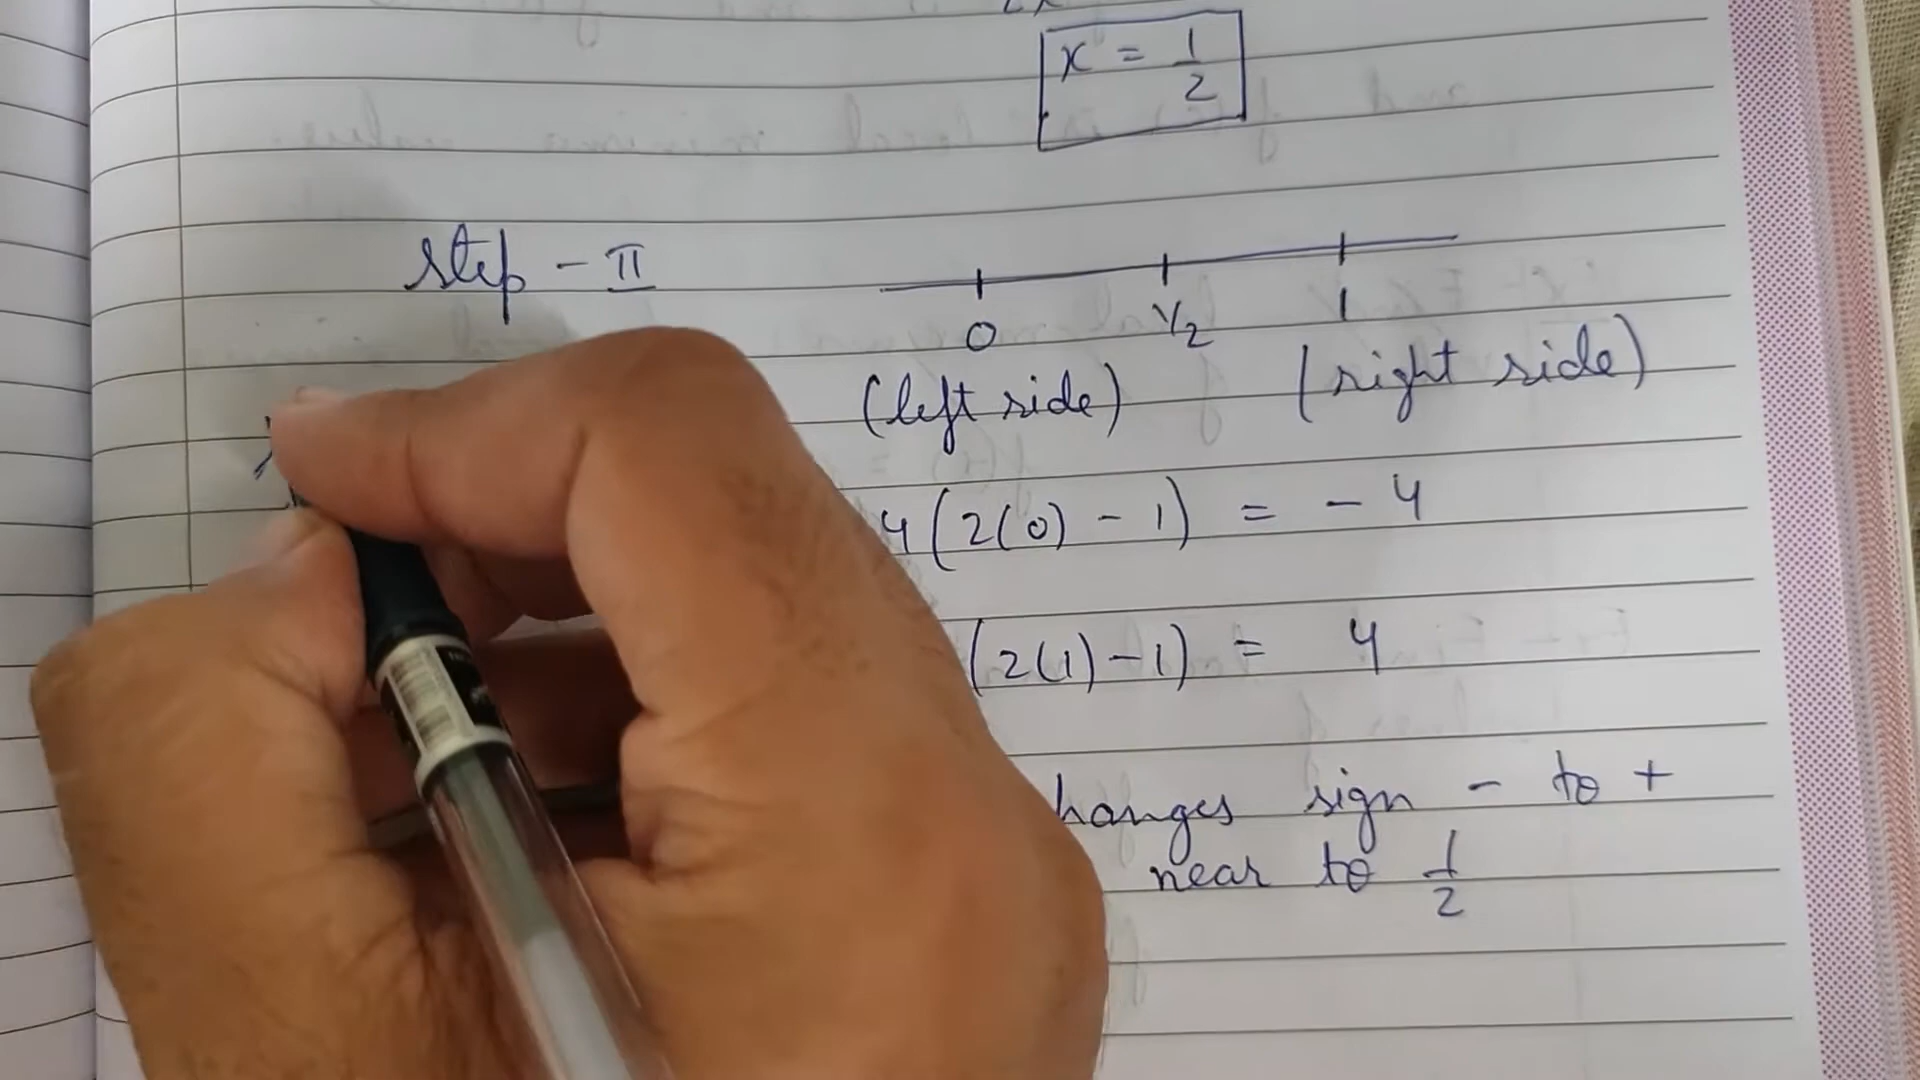 x = 1/2
step - II
0 1/2 1
(left side) (right side)
4(2(0) - 1) = - 4
(2(1) - 1) = 4
hanges sign - to +
near to 1/2